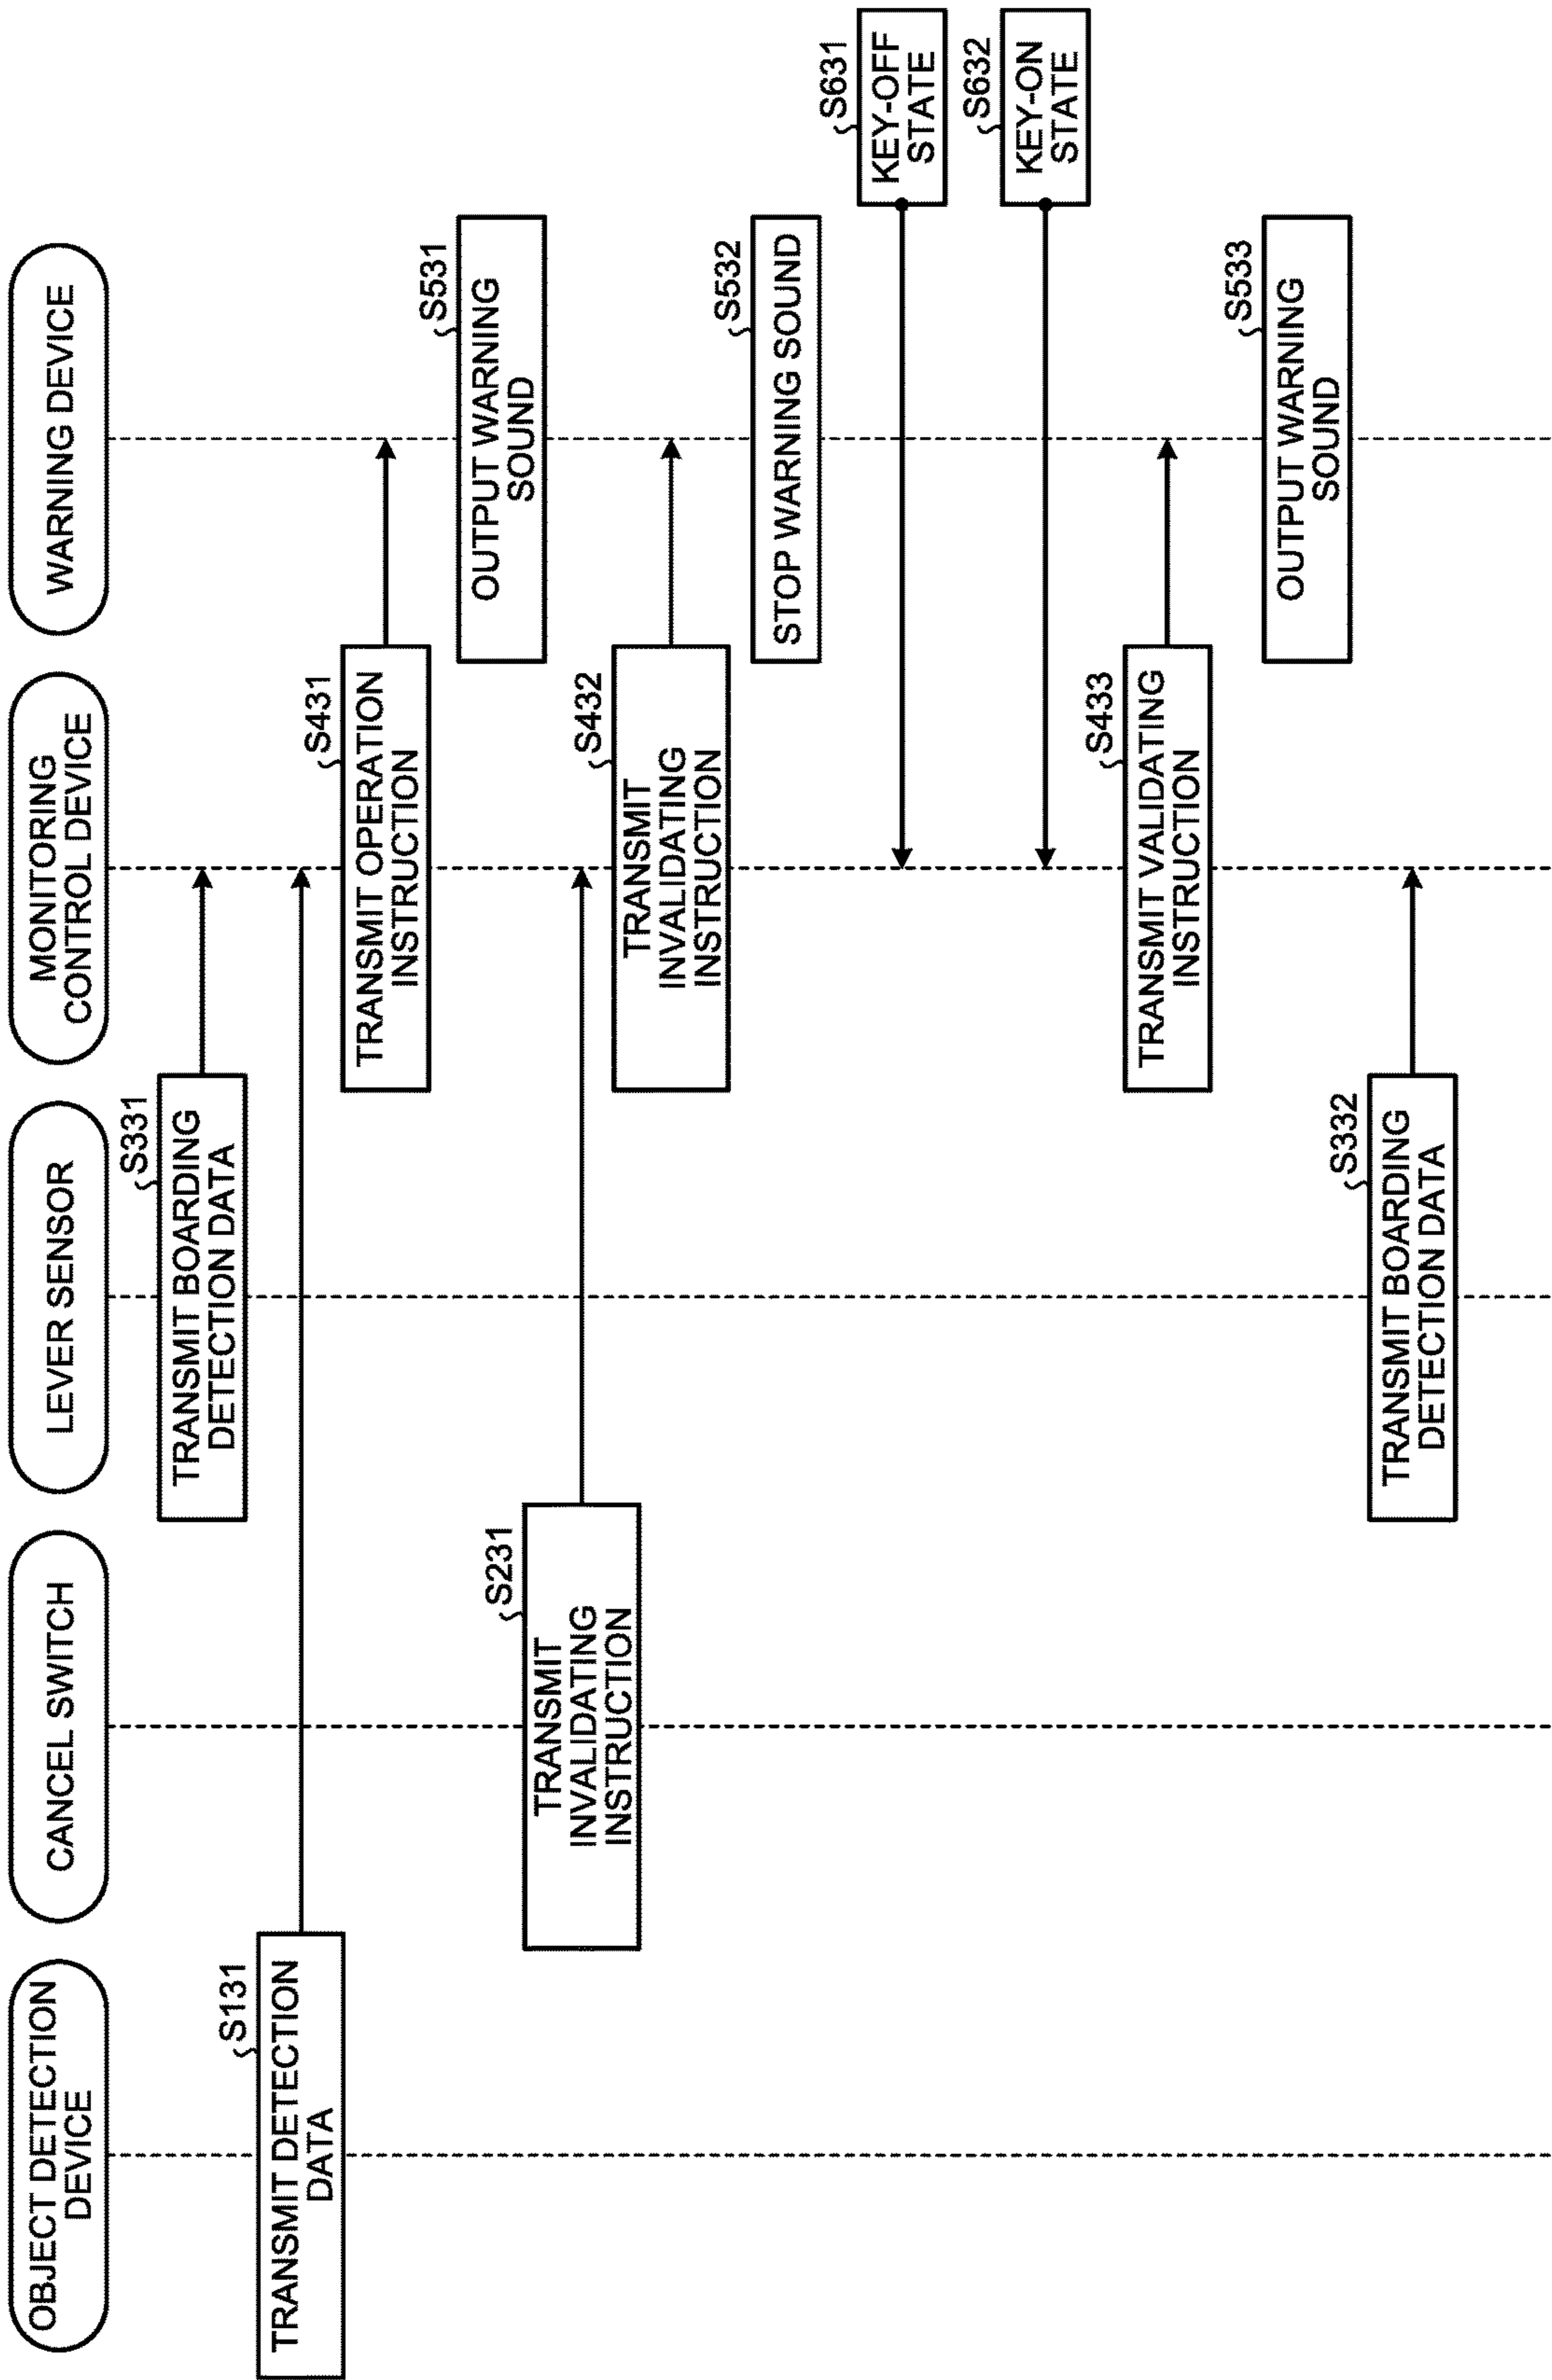 OBJECT DETECTION
DEVICE
CANCEL SWITCH
LEVER SENSOR
MONITORING
CONTROL DEVICE
WARNING DEVICE
S331
TRANSMIT BOARDING
DETECTION DATA
S131
TRANSMIT DETECTION
DATA
S431
TRANSMIT OPERATION
INSTRUCTION
S531
OUTPUT WARNING
SOUND
S231
TRANSMIT
INVALIDATING
INSTRUCTION
S432
TRANSMIT
INVALIDATING
INSTRUCTION
S532
STOP WARNING SOUND
S631
KEY-OFF
STATE
S632
KEY-ON
STATE
S433
TRANSMIT VALIDATING
INSTRUCTION
S533
OUTPUT WARNING
SOUND
S332
TRANSMIT BOARDING
DETECTION DATA